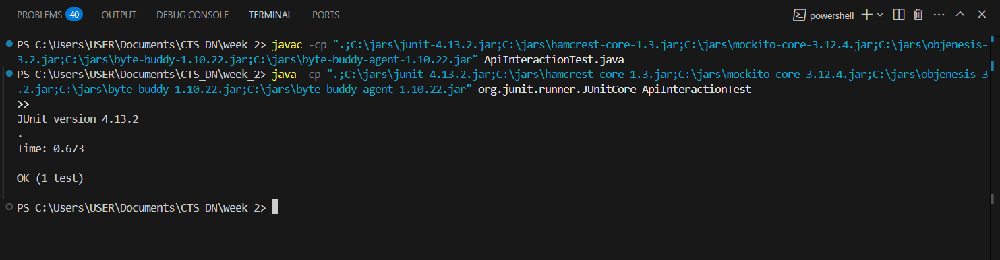 PROBLEMS 40 OUTPUT DEBUG CONSOLE TERMINAL PORTS powershell
PS C:\Users\USER\Documents\CTS_DN\week_2> javac -cp ".;C:\jars\junit-4.13.2.jar;C:\jars\hamcrest-core-1.3.jar;C:\jars\mockito-core-3.12.4.jar;C:\jars\objenesis-
3.2.jar;C:\jars\byte-buddy-1.10.22.jar;C:\jars\byte-buddy-agent-1.10.22.jar" ApiInteractionTest.java
PS C:\Users\USER\Documents\CTS_DN\week_2> java -cp ".;C:\jars\junit-4.13.2.jar;C:\jars\hamcrest-core-1.3.jar;C:\jars\mockito-core-3.12.4.jar;C:\jars\objenesis-3
.2.jar;C:\jars\byte-buddy-1.10.22.jar;C:\jars\byte-buddy-agent-1.10.22.jar" org.junit.runner.JUnitCore ApiInteractionTest
>>
JUnit version 4.13.2
.
Time: 0.673
OK (1 test)
PS C:\Users\USER\Documents\CTS_DN\week_2>